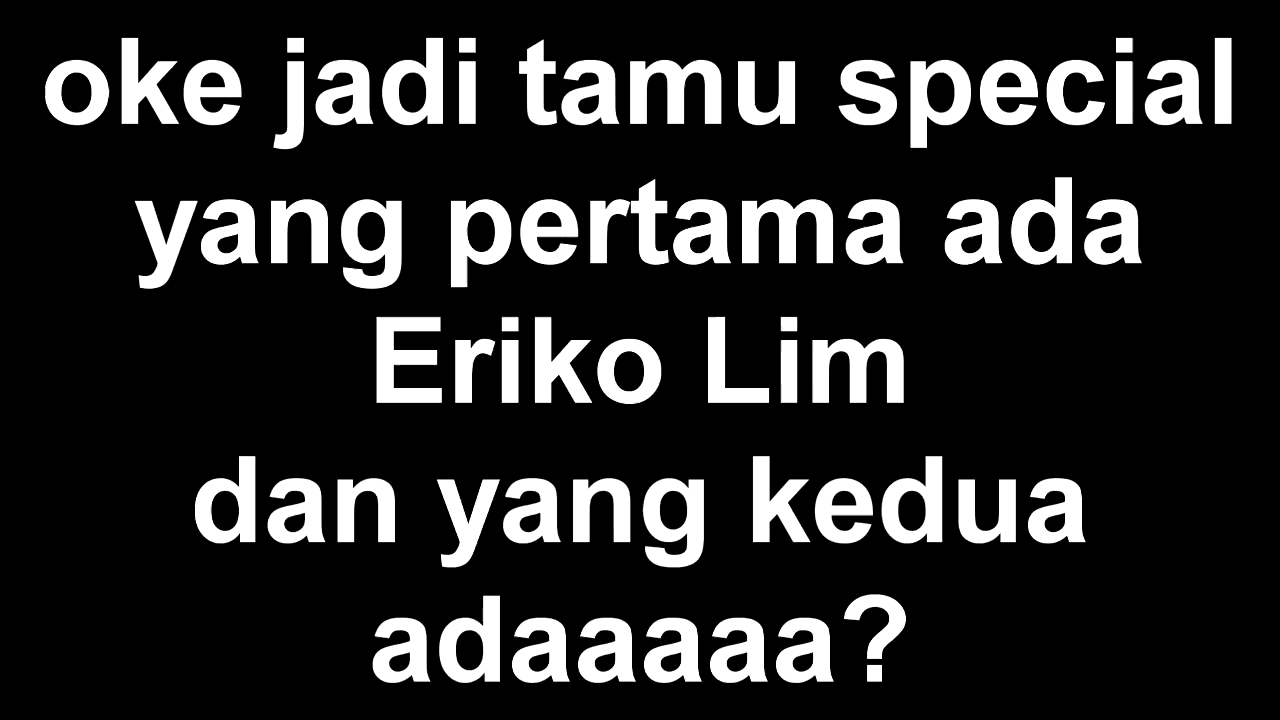 oke jadi tamu special
yang pertama ada
Eriko Lim
dan yang kedua
adaaaaa?